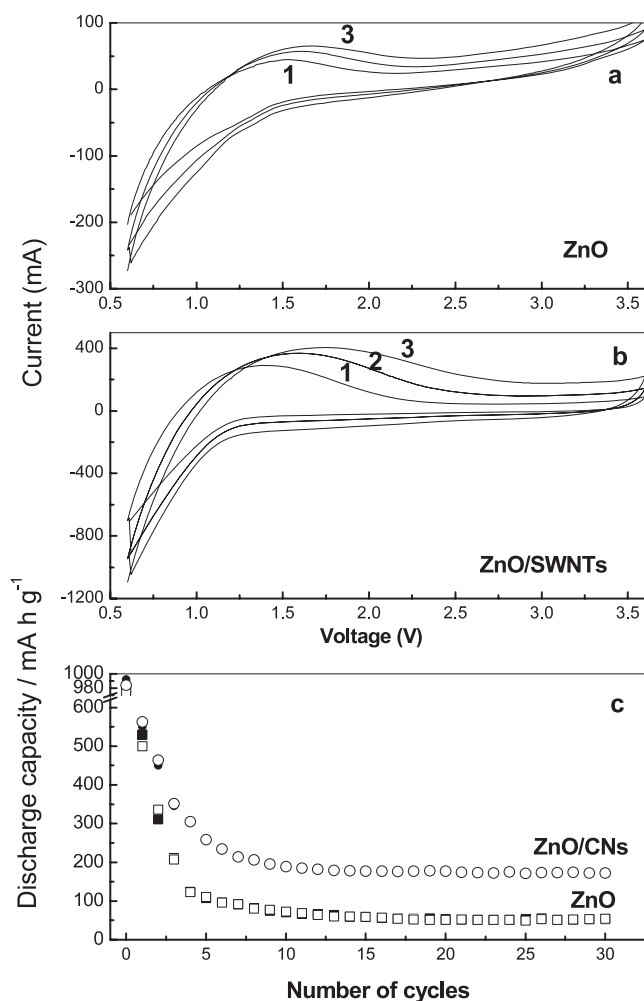 100
0
-100
-200
-300
3
1
a
ZnO
0.5 1.0 1.5 2.0 2.5 3.0 3.5
Current (mA)
400
0
-400
-800
-1200
3
2
1
b
ZnO/SWNTs
0.5 1.0 1.5 2.0 2.5 3.0 3.5
Voltage (V)
1000
980
600
500
400
300
200
100
0
c
ZnO/CNs
ZnO
Discharge capacity / mA h g⁻¹
0 5 10 15 20 25 30
Number of cycles